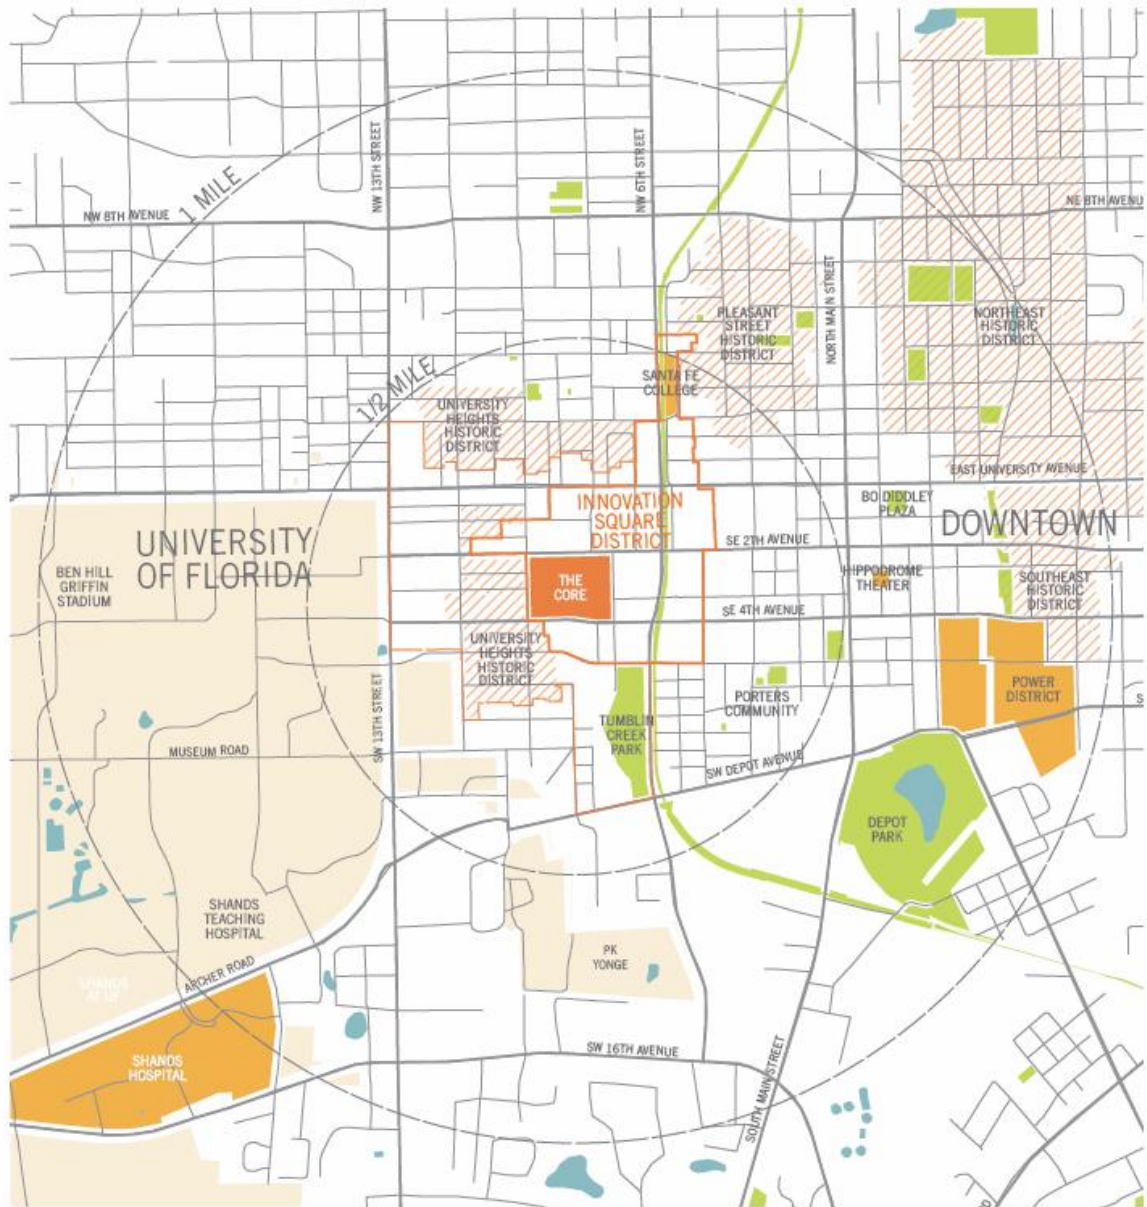 NW 13TH STREET
NW 6TH STREET
1 MILE
NW 8TH AVENUE
NE 8TH AVENU
NORTH MAIN STREET
PLEASANT
STREET
HISTORIC
DISTRICT
NORTHEAST
HISTORIC
DISTRICT
1/2 MILE
SANTA FE
COLLEGE
UNIVERSITY
HEIGHTS
HISTORIC
DISTRICT
EAST UNIVERSITY AVENUE
INNOVATION
SQUARE
DISTRICT
BO DIDDLEY
PLAZA
DOWNTOWN
UNIVERSITY
OF FLORIDA
SE 2TH AVENUE
BEN HILL
GRIFFIN
STADIUM
THE
CORE
HIPPODROME
THEATER
SOUTHEAST
HISTORIC
DISTRICT
SE 4TH AVENUE
UNIVERSITY
HEIGHTS
HISTORIC
DISTRICT
SW 13TH STREET
POWER
DISTRICT
PORTERS
COMMUNITY
S
TUMBLIN
CREEK
PARK
MUSEUM ROAD
SW DEPOT AVENUE
DEPOT
PARK
SHANDS
TEACHING
HOSPITAL
PK
YONGE
ARCHER ROAD
SHANDS
AT UF
SHANDS
HOSPITAL
SW 16TH AVENUE
SOUTH MAIN STREET